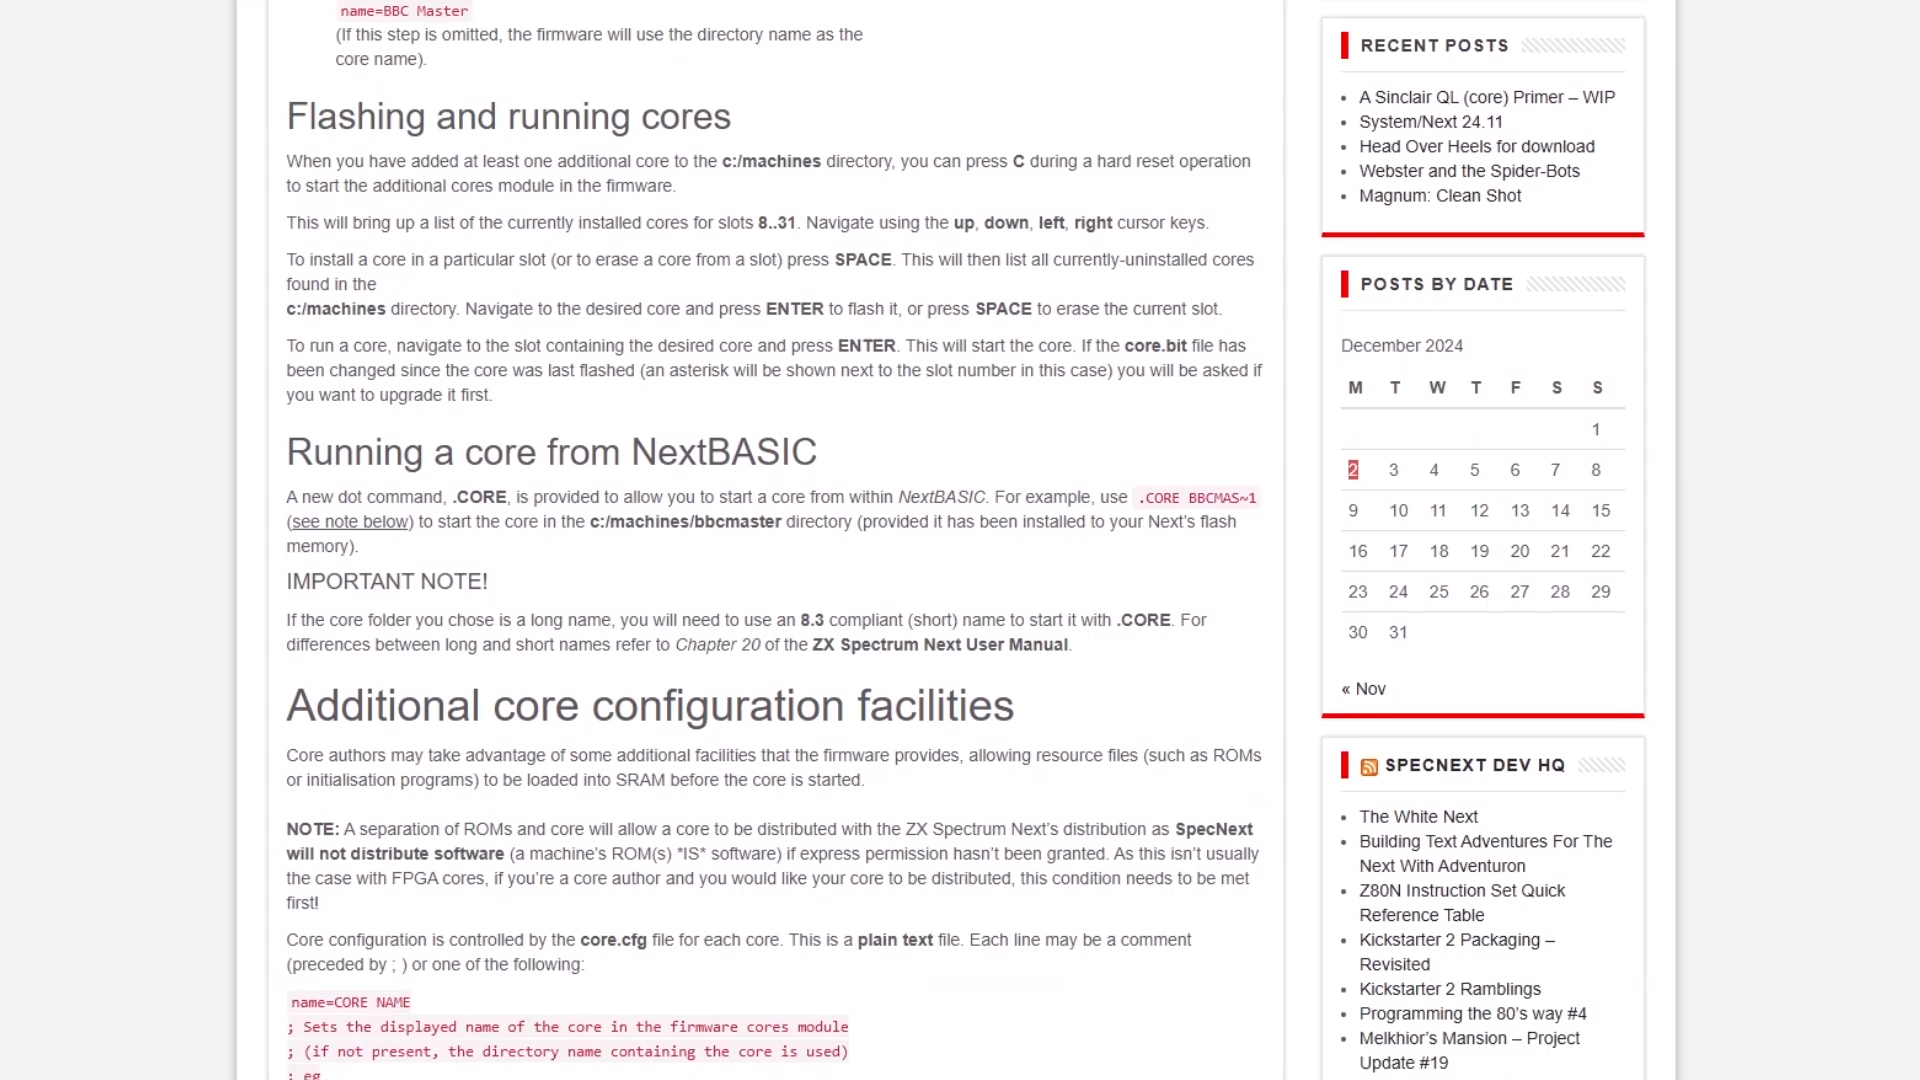 name=BBC Master
(If this step is omitted, the firmware will use the directory name as the
core name).
Flashing and running cores
When you have added at least one additional core to the c:/machines directory, you can press C during a hard reset operation
to start the additional cores module in the firmware.
This will bring up a list of the currently installed cores for slots 8..31. Navigate using the up, down, left, right cursor keys.
To install a core in a particular slot (or to erase a core from a slot) press SPACE. This will then list all currently-uninstalled cores
found in the
c:/machines directory. Navigate to the desired core and press ENTER to flash it, or press SPACE to erase the current slot.
To run a core, navigate to the slot containing the desired core and press ENTER. This will start the core. If the core.bit file has
been changed since the core was last flashed (an asterisk will be shown next to the slot number in this case) you will be asked if
you want to upgrade it first.
Running a core from NextBASIC
A new dot command, .CORE, is provided to allow you to start a core from within NextBASIC. For example, use .CORE BBCMAS~1
(see note below) to start the core in the c:/machines/bbcmaster directory (provided it has been installed to your Next's flash
memory).
IMPORTANT NOTE!
If the core folder you chose is a long name, you will need to use an 8.3 compliant (short) name to start it with .CORE. For
differences between long and short names refer to Chapter 20 of the ZX Spectrum Next User Manual.
Additional core configuration facilities
Core authors may take advantage of some additional facilities that the firmware provides, allowing resource files (such as ROMs
or initialisation programs) to be loaded into SRAM before the core is started.
NOTE: A separation of ROMs and core will allow a core to be distributed with the ZX Spectrum Next's distribution as SpecNext
will not distribute software (a machine's ROM(s) *IS* software) if express permission hasn't been granted. As this isn't usually
the case with FPGA cores, if you're a core author and you would like your core to be distributed, this condition needs to be met
first!
Core configuration is controlled by the core.cfg file for each core. This is a plain text file. Each line may be a comment
(preceded by ; ) or one of the following:
name=CORE NAME
; Sets the displayed name of the core in the firmware cores module
; (if not present, the directory name containing the core is used)
; eg
RECENT POSTS
• A Sinclair QL (core) Primer – WIP
• System/Next 24.11
• Head Over Heels for download
• Webster and the Spider-Bots
• Magnum: Clean Shot
POSTS BY DATE
December 2024
M T W T F S S
1
2 3 4 5 6 7 8
9 10 11 12 13 14 15
16 17 18 19 20 21 22
23 24 25 26 27 28 29
30 31
« Nov
SPECNEXT DEV HQ
• The White Next
• Building Text Adventures For The
Next With Adventuron
• Z80N Instruction Set Quick
Reference Table
• Kickstarter 2 Packaging –
Revisited
• Kickstarter 2 Ramblings
• Programming the 80's way #4
• Melkhior's Mansion – Project
Update #19